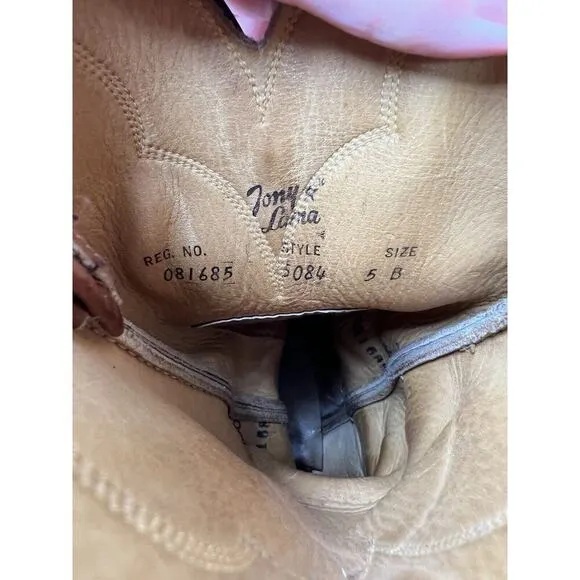 Tony
Lama
REG. NO. STYLE SIZE
081685 5084 5 B